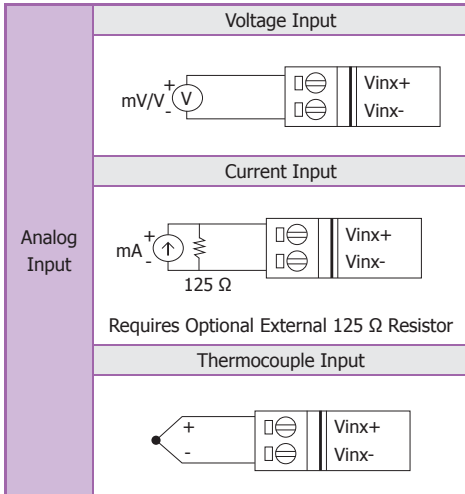 Analog
Input
Voltage Input
mV/V
+
V
-
Vinx+
Vinx-
Current Input
mA
+
-
125 Ω
Vinx+
Vinx-
Requires Optional External 125 Ω Resistor
Thermocouple Input
+
-
Vinx+
Vinx-